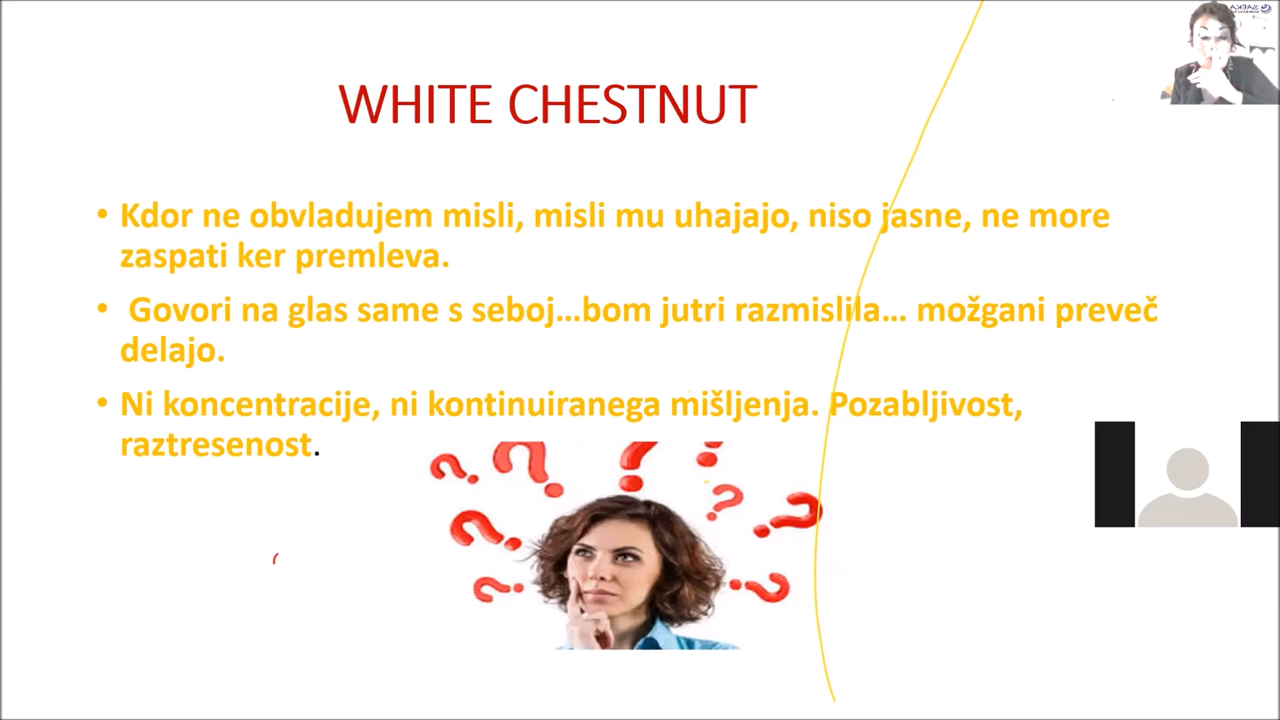 WHITE CHESTNUT
• Kdor ne obvladujem misli, misli mu uhajajo, niso jasne, ne more
zaspati ker premleva.
• Govori na glas same s seboj…bom jutri razmislila… možgani preveč
delajo.
• Ni koncentracije, ni kontinuiranega mišljenja. Pozabljivost,
raztresenost.